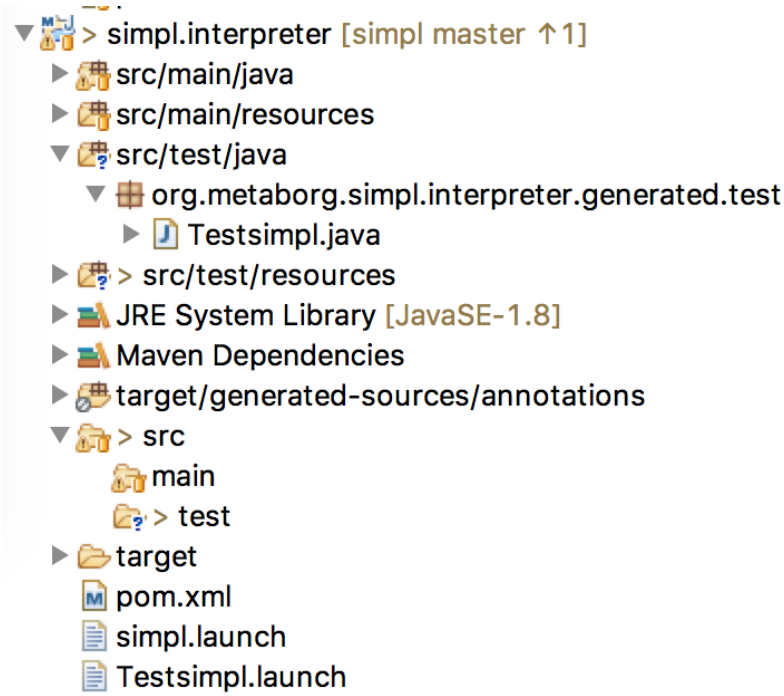 > simpl.interpreter [simpl master ↑1]
src/main/java
src/main/resources
src/test/java
org.metaborg.simpl.interpreter.generated.test
Testsimpl.java
> src/test/resources
JRE System Library [JavaSE-1.8]
Maven Dependencies
target/generated-sources/annotations
> src
main
> test
target
pom.xml
simpl.launch
Testsimpl.launch